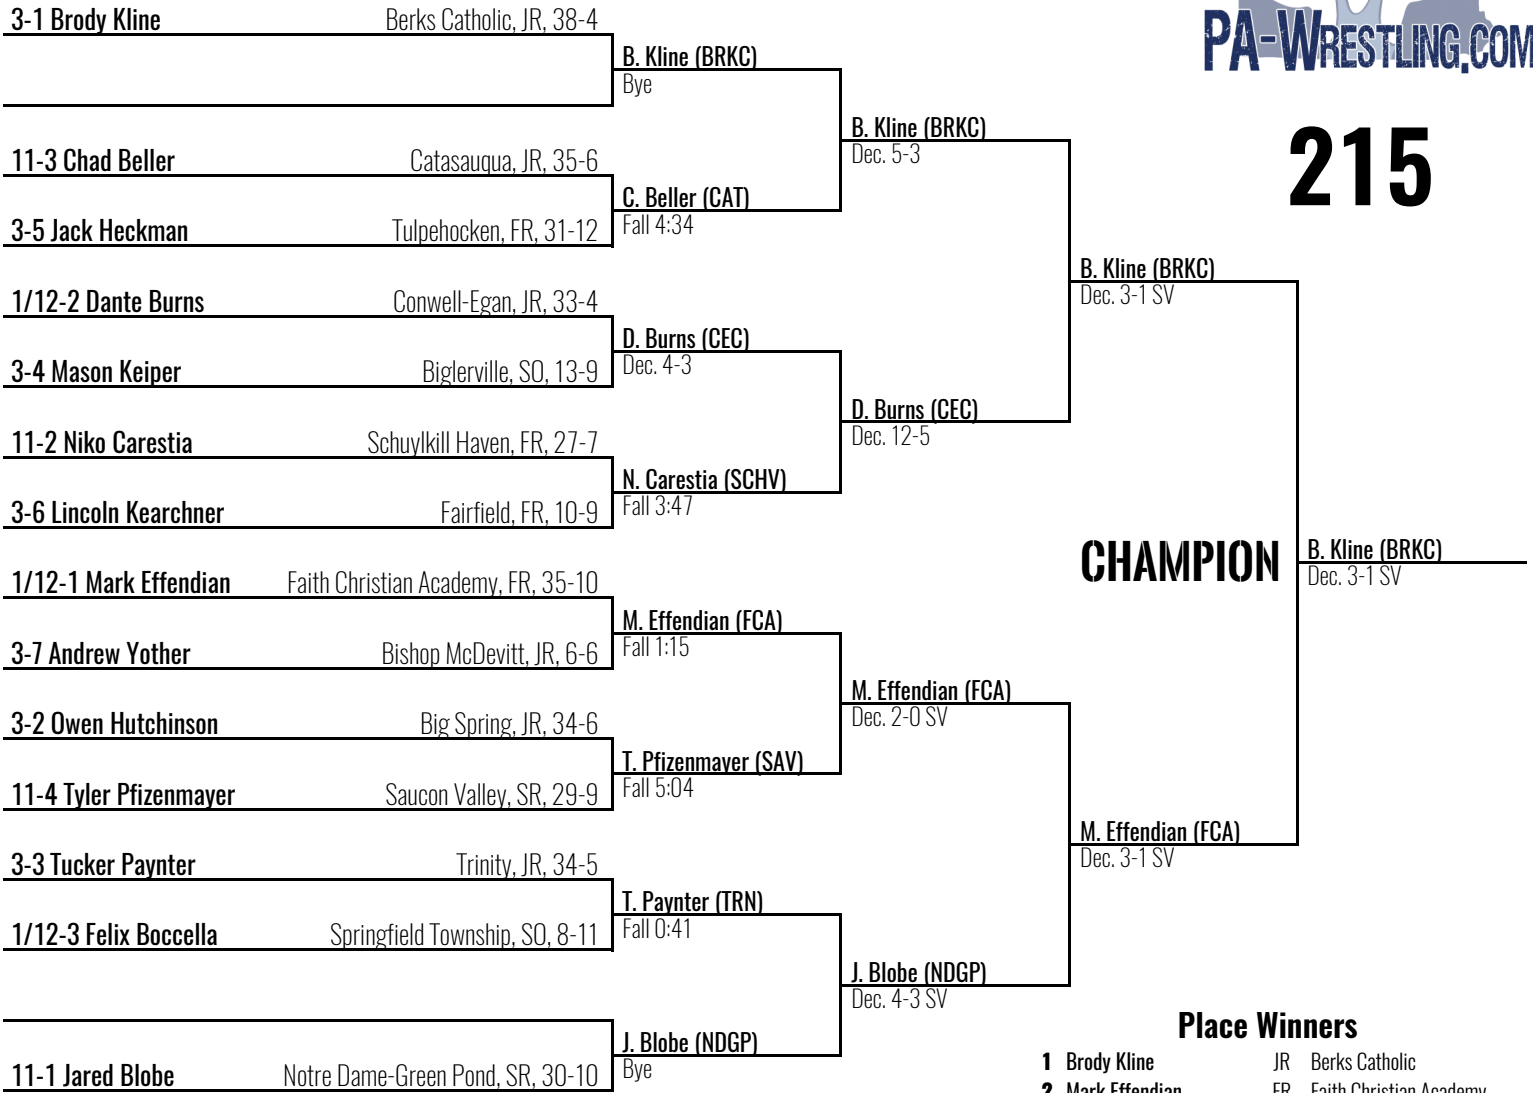 3-1 Brody Kline Berks Catholic, JR, 38-4
PA-WRESTLING.COM
B. Kline (BRKC)
Bye
215
B. Kline (BRKC)
Dec. 5-3
11-3 Chad Beller Catasauqua, JR, 35-6
C. Beller (CAT)
Fall 4:34
3-5 Jack Heckman Tulpehocken, FR, 31-12
B. Kline (BRKC)
Dec. 3-1 SV
1/12-2 Dante Burns Conwell-Egan, JR, 33-4
D. Burns (CEC)
Dec. 4-3
3-4 Mason Keiper Biglerville, SO, 13-9
D. Burns (CEC)
Dec. 12-5
11-2 Niko Carestia Schuylkill Haven, FR, 27-7
N. Carestia (SCHV)
Fall 3:47
3-6 Lincoln Kearchner Fairfield, FR, 10-9
CHAMPION
B. Kline (BRKC)
Dec. 3-1 SV
1/12-1 Mark Effendian Faith Christian Academy, FR, 35-10
M. Effendian (FCA)
Fall 1:15
3-7 Andrew Yother Bishop McDevitt, JR, 6-6
M. Effendian (FCA)
Dec. 2-0 SV
3-2 Owen Hutchinson Big Spring, JR, 34-6
T. Pfizenmayer (SAV)
Fall 5:04
11-4 Tyler Pfizenmayer Saucon Valley, SR, 29-9
M. Effendian (FCA)
Dec. 3-1 SV
3-3 Tucker Paynter Trinity, JR, 34-5
T. Paynter (TRN)
Fall 0:41
1/12-3 Felix Boccella Springfield Township, SO, 8-11
J. Blobe (NDGP)
Dec. 4-3 SV
J. Blobe (NDGP)
Bye
11-1 Jared Blobe Notre Dame-Green Pond, SR, 30-10
Place Winners
1 Brody Kline JR Berks Catholic
2 Mark Effendian FR Faith Christian Academy